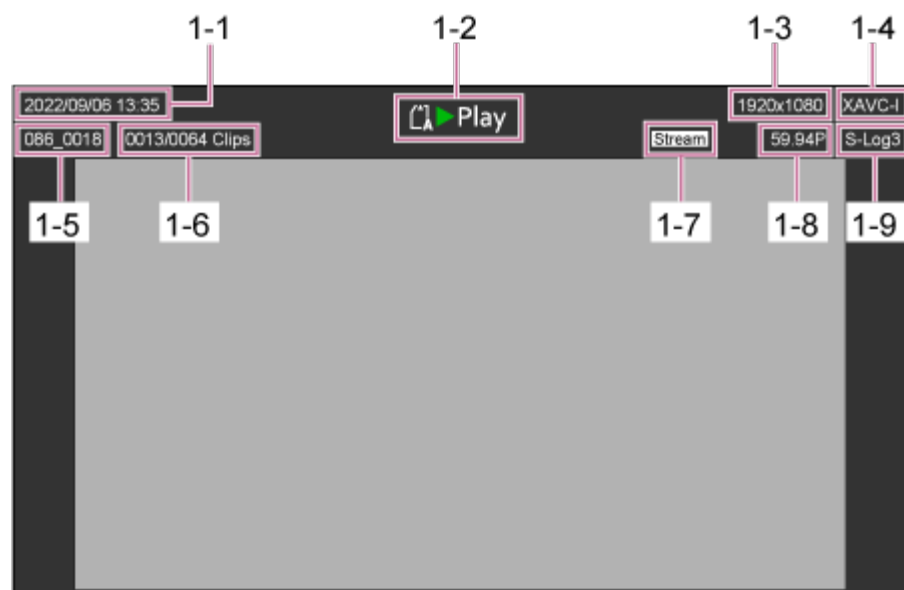 1-1 1-2 1-3 1-4
2022/09/06 13:35 A Play 1920x1080 XAVC-I
086_0018 0013/0064 Clips Stream 59.94P S-Log3
1-5 1-6 1-7 1-8 1-9